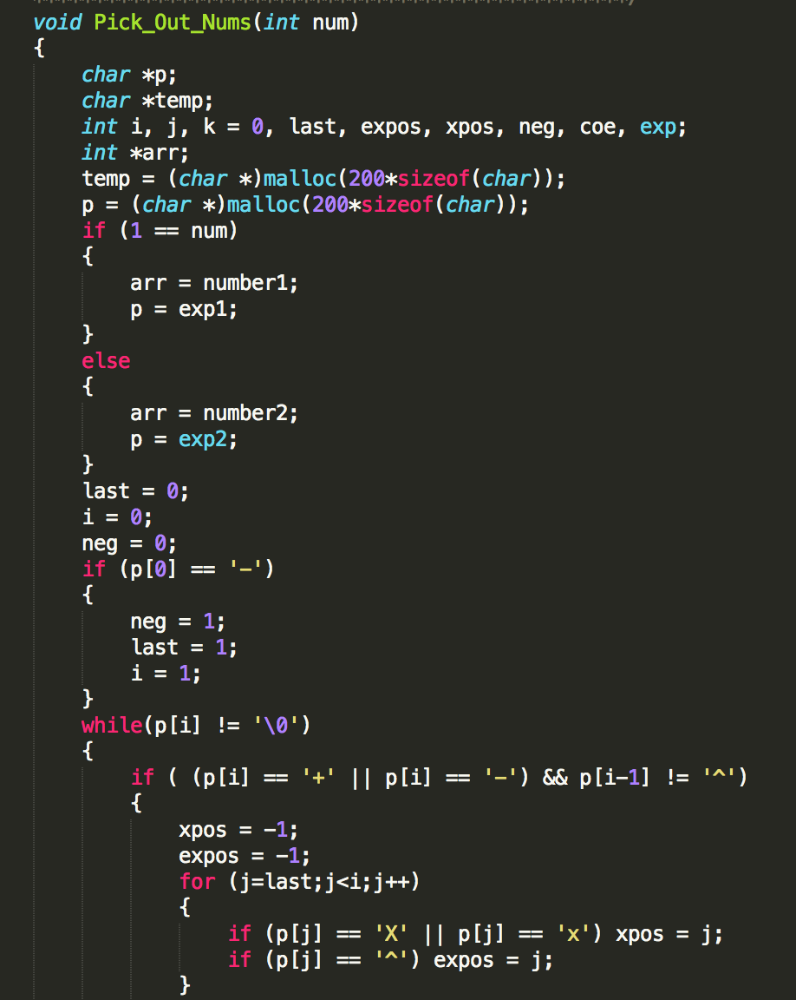 void Pick_Out_Nums(int num)
{
    char *p;
    char *temp;
    int i, j, k = 0, last, expos, xpos, neg, coe, exp;
    int *arr;
    temp = (char *)malloc(200*sizeof(char));
    p = (char *)malloc(200*sizeof(char));
    if (1 == num)
    {
        arr = number1;
        p = exp1;
    }
    else
    {
        arr = number2;
        p = exp2;
    }
    last = 0;
    i = 0;
    neg = 0;
    if (p[0] == '-')
    {
        neg = 1;
        last = 1;
        i = 1;
    }
    while(p[i] != '\0')
    {
        if ( (p[i] == '+' || p[i] == '-') && p[i-1] != '^')
        {
            xpos = -1;
            expos = -1;
            for (j=last;j<i;j++)
            {
                if (p[j] == 'X' || p[j] == 'x') xpos = j;
                if (p[j] == '^') expos = j;
            }